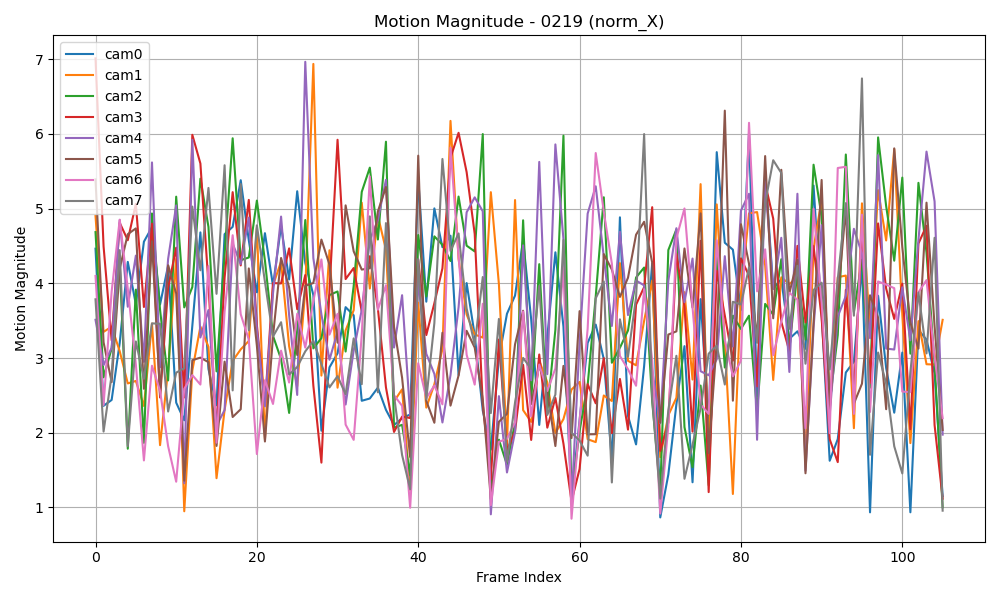 Motion Magnitude - 0219 (norm_X)
cam0
cam1
cam2
cam3
cam4
cam5
cam6
cam7
7
6
5
4
3
2
1
Motion Magnitude
0 20 40 60 80 100
Frame Index